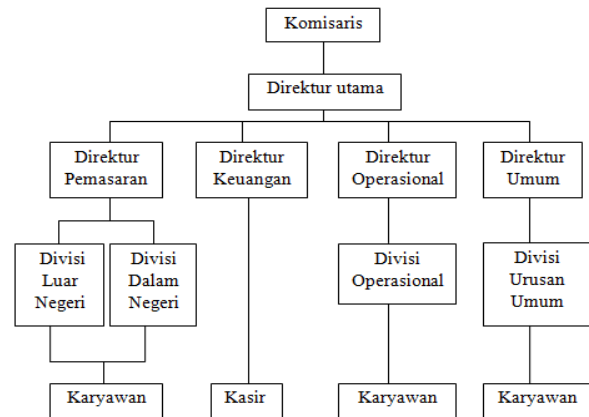 Komisaris
Direktur utama
Direktur
Pemasaran
Direktur
Keuangan
Direktur
Operasional
Direktur
Umum
Divisi
Luar
Negeri
Divisi
Dalam
Negeri
Divisi
Operasional
Divisi
Urusan
Umum
Karyawan
Kasir
Karyawan
Karyawan